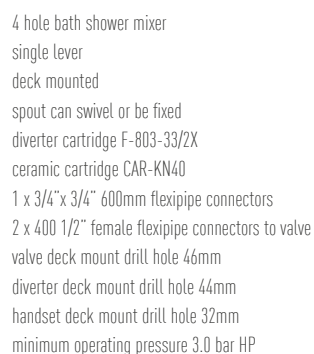 4 hole bath shower mixer
single lever
deck mounted
spout can swivel or be fixed
diverter cartridge F-803-33/2X
ceramic cartridge CAR-KN40
1 x 3/4¨x 3/4¨ 600mm flexipipe connectors
2 x 400 1/2¨ female flexipipe connectors to valve
valve deck mount drill hole 46mm
diverter deck mount drill hole 44mm
handset deck mount drill hole 32mm
minimum operating pressure 3.0 bar HP